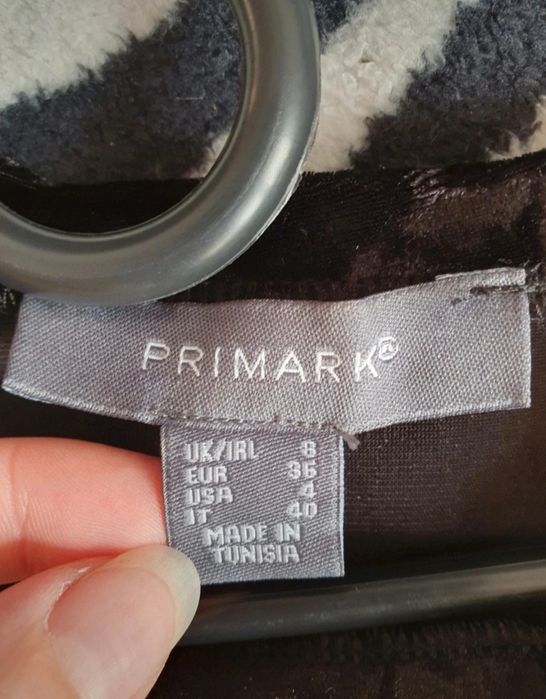 PRIMARK®
UK/IRL 8
EUR 36
USA 4
IT 40
MADE IN
TUNISIA